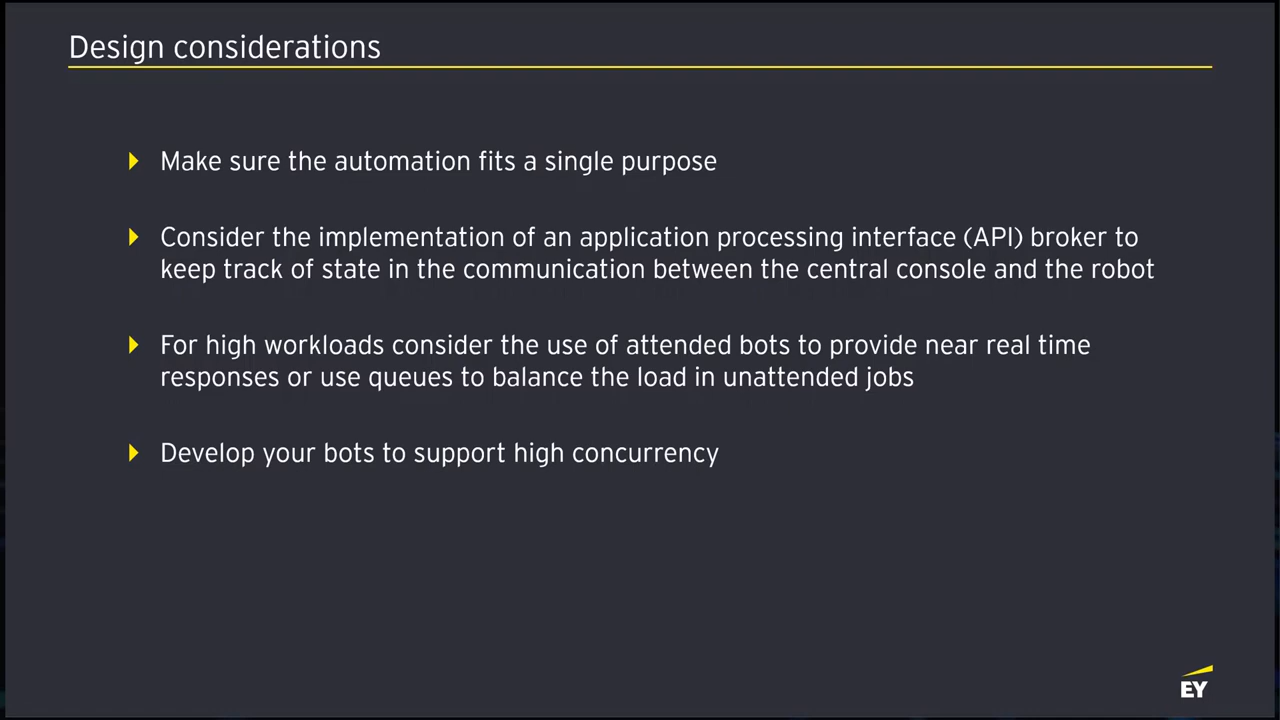 Design considerations
Make sure the automation fits a single purpose
Consider the implementation of an application processing interface (API) broker to
keep track of state in the communication between the central console and the robot
For high workloads consider the use of attended bots to provide near real time
responses or use queues to balance the load in unattended jobs
Develop your bots to support high concurrency
EY